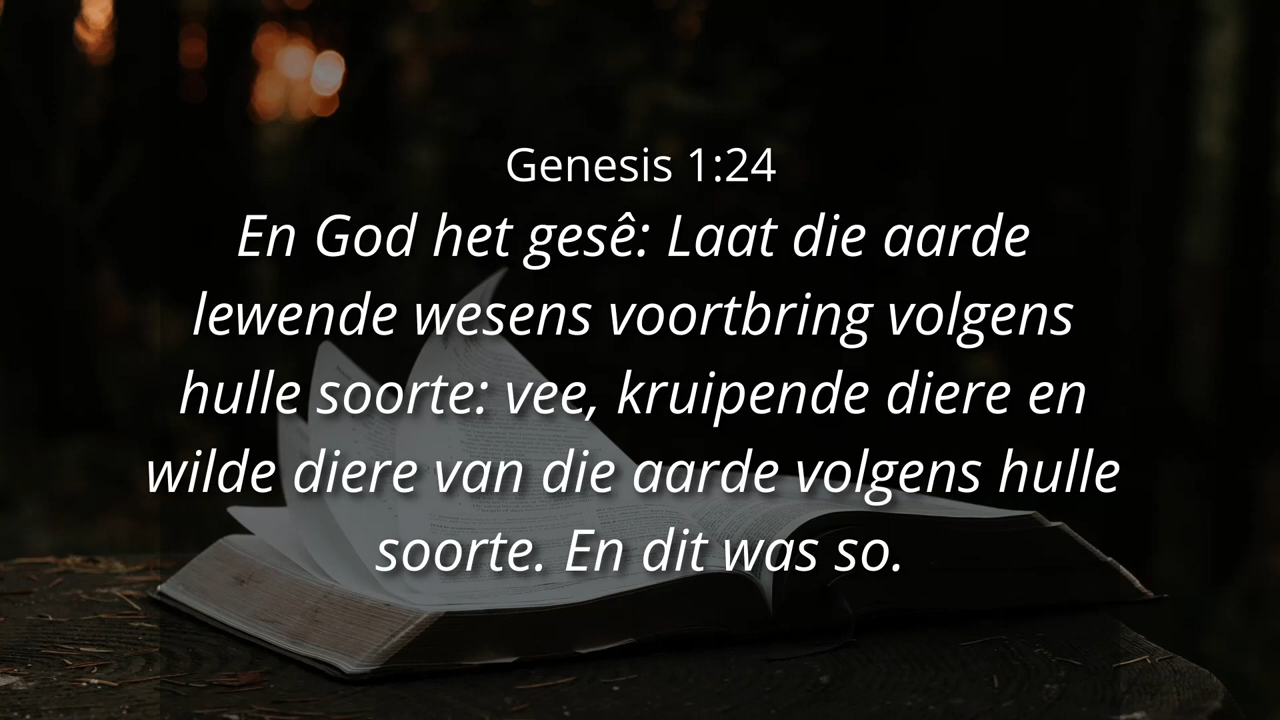 Genesis 1:24
En God het gesê: Laat die aarde
lewende wesens voortbring volgens
hulle soorte: vee, kruipende diere en
wilde diere van die aarde volgens hulle
soorte. En dit was so.